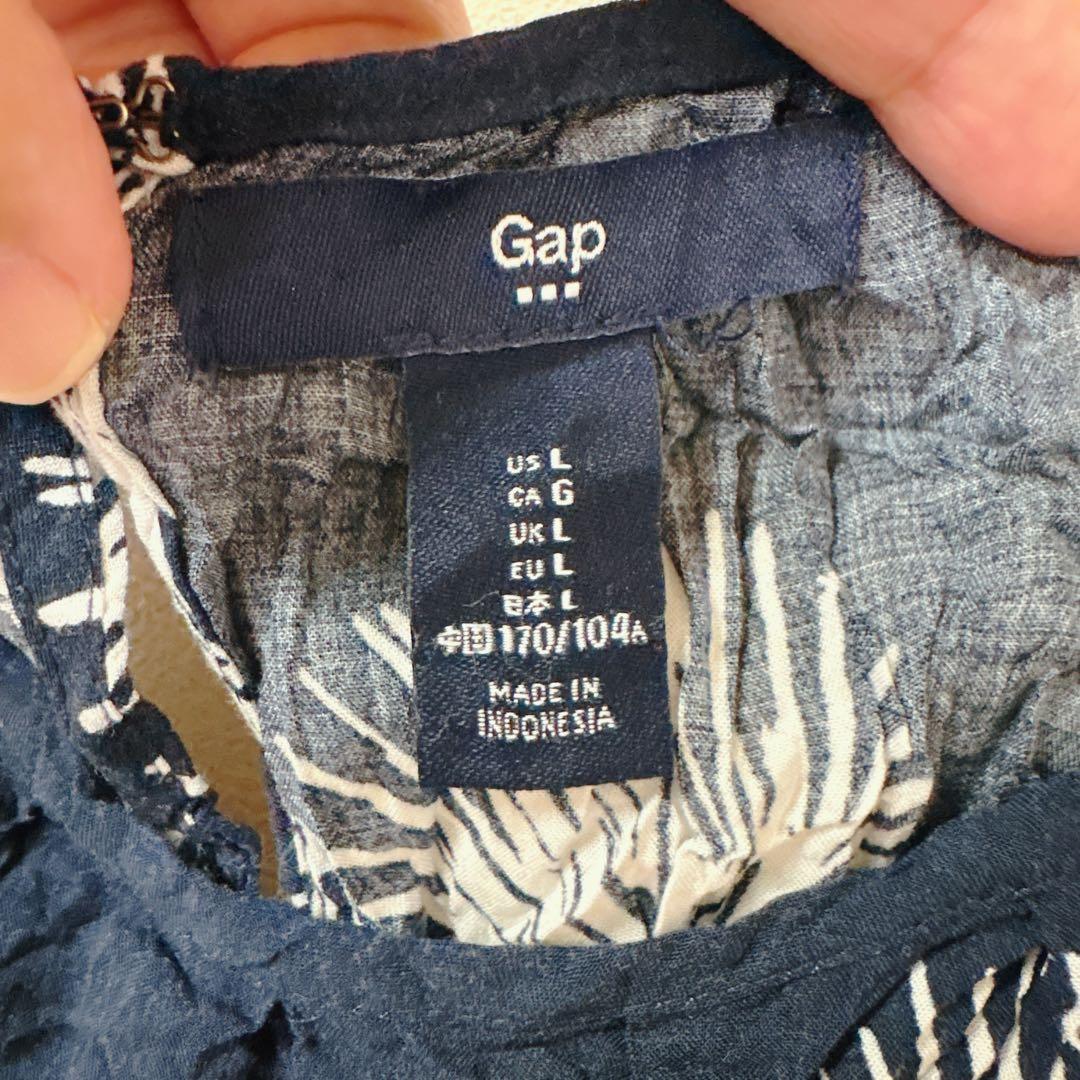 Gap
US L
CA G
UK L
EU L
日本 L
中国 170/104A
MADE IN
INDONESIA